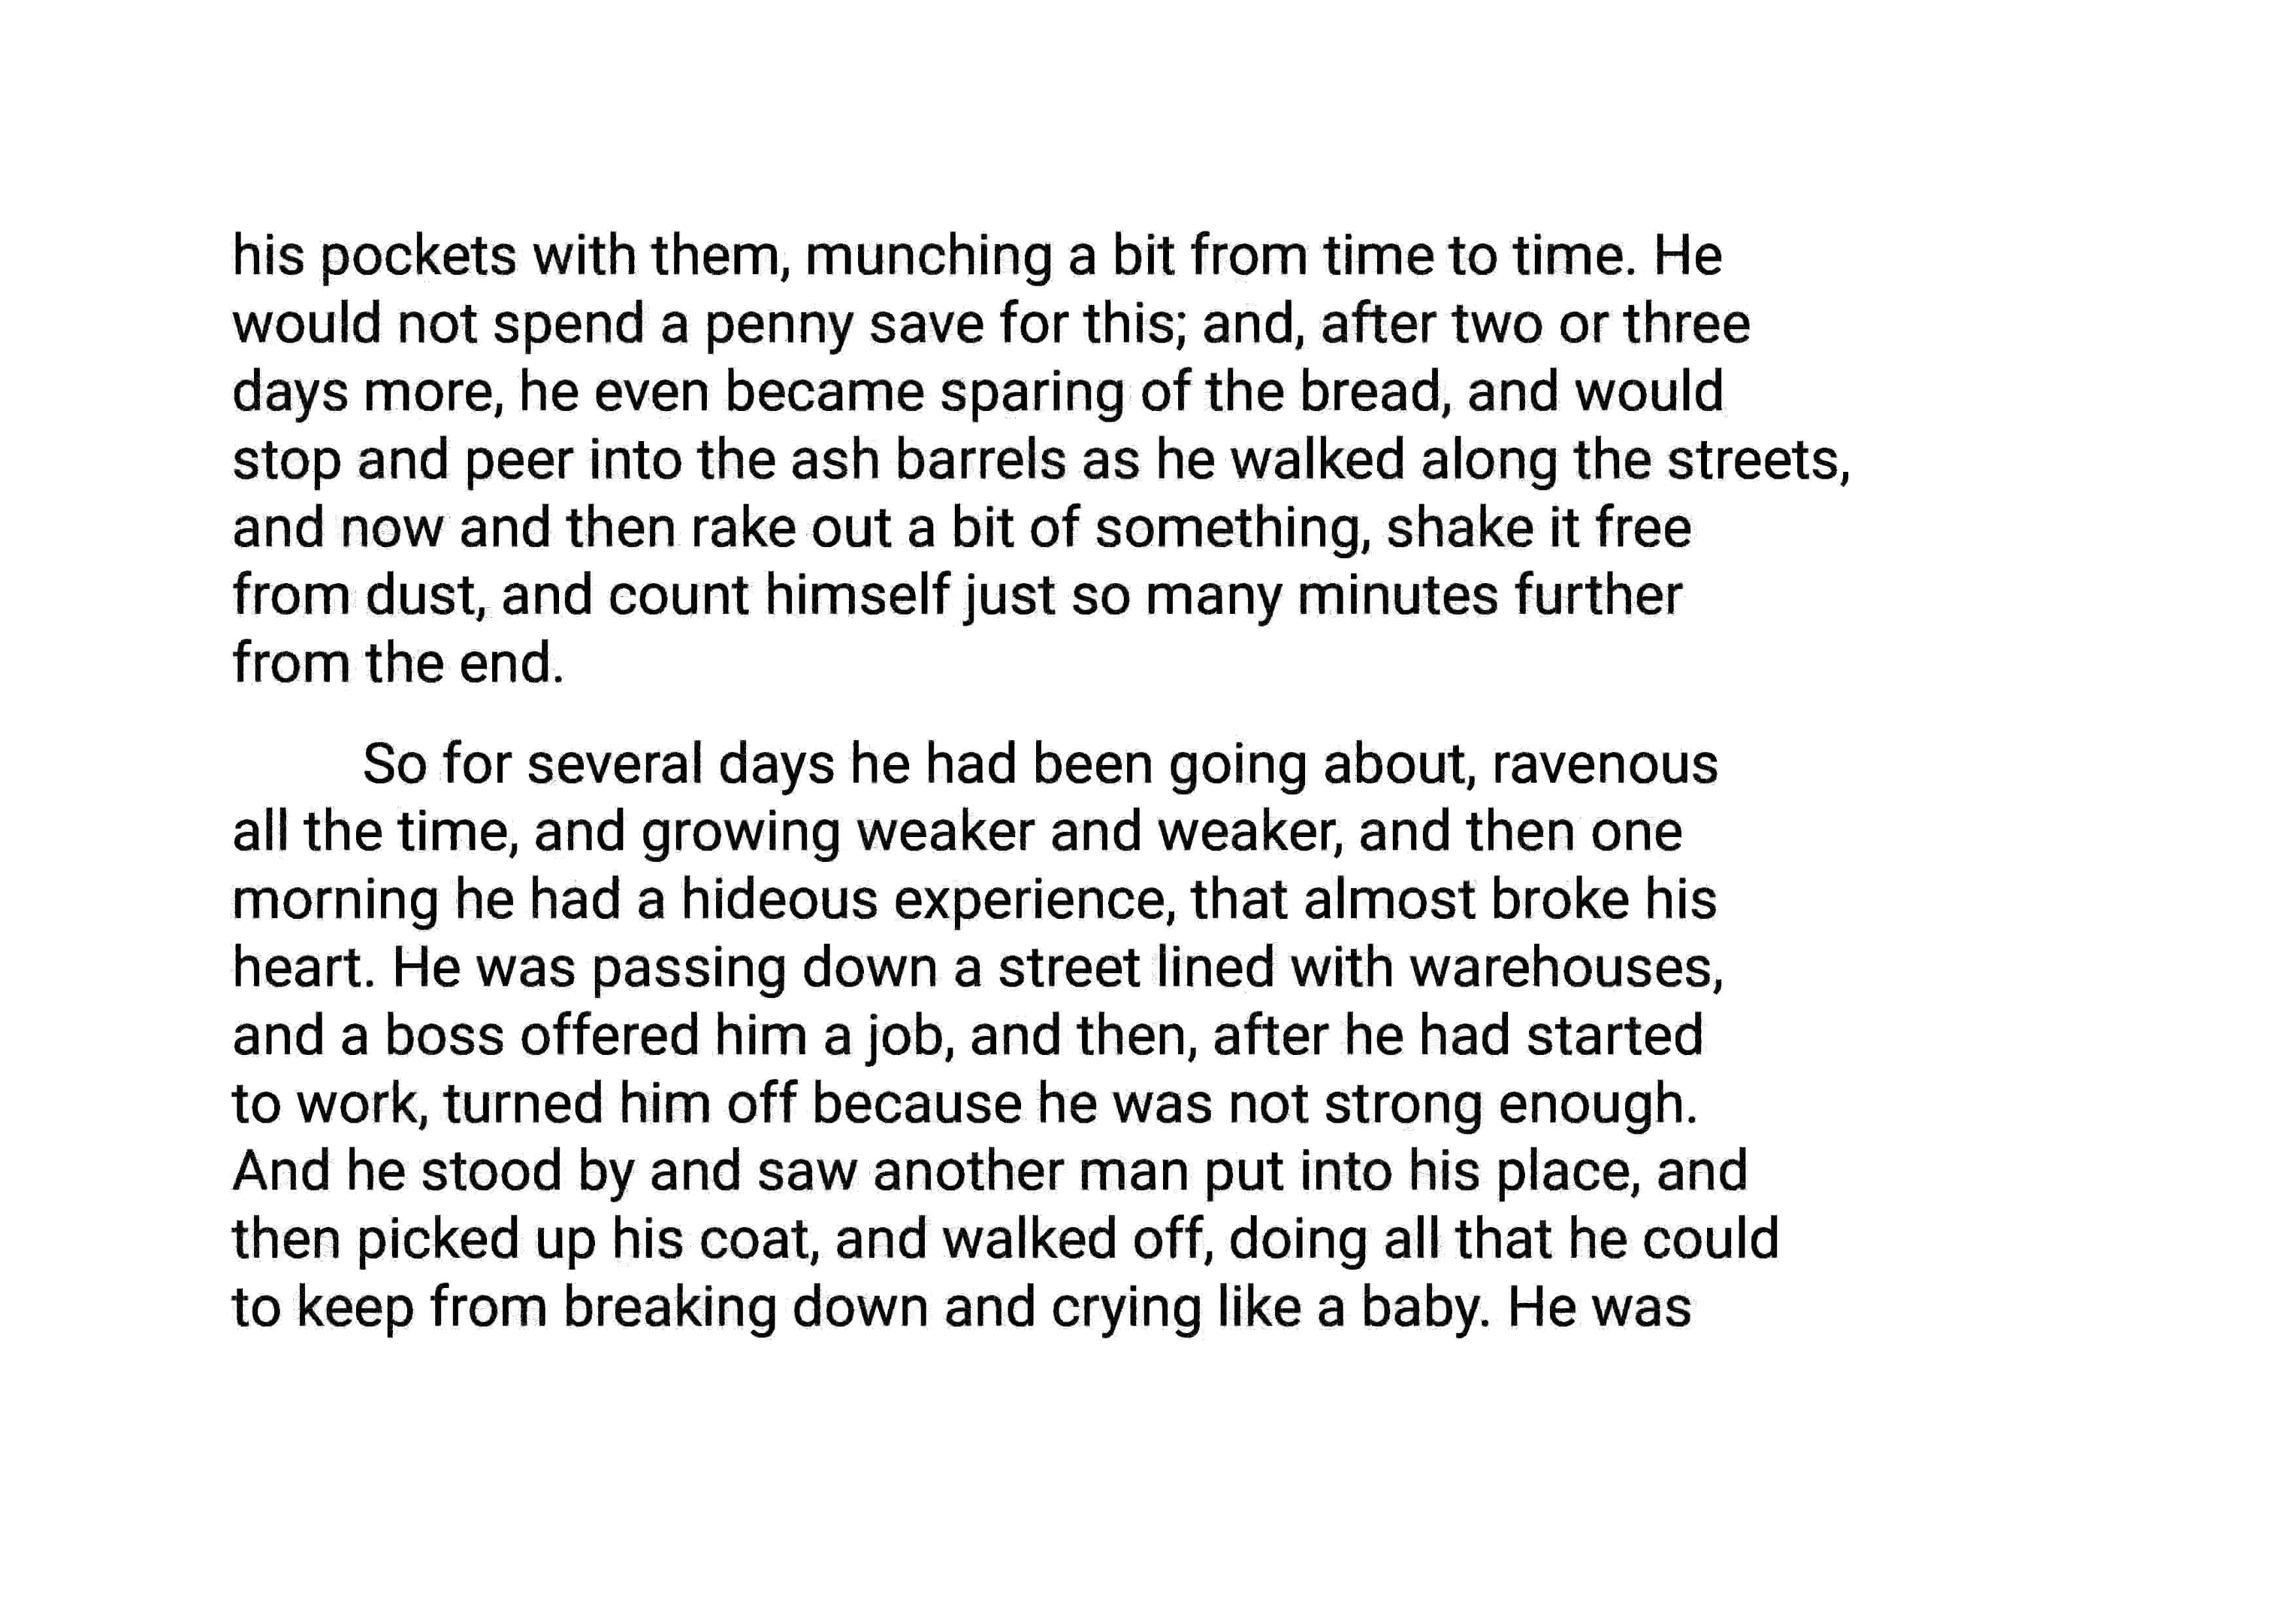 his pockets with them, munching a bit from time to time. He
would not spend a penny save for this; and, after two or three
days more, he even became sparing of the bread, and would
stop and peer into the ash barrels as he walked along the streets,
and now and then rake out a bit of something, shake it free
from dust, and count himself just so many minutes further
from the end.
So for several days he had been going about, ravenous
all the time, and growing weaker and weaker, and then one
morning he had a hideous experience, that almost broke his
heart. He was passing down a street lined with warehouses,
and a boss offered him a job, and then, after he had started
to work, turned him off because he was not strong enough.
And he stood by and saw another man put into his place, and
then picked up his coat, and walked off, doing all that he could
to keep from breaking down and crying like a baby. He was